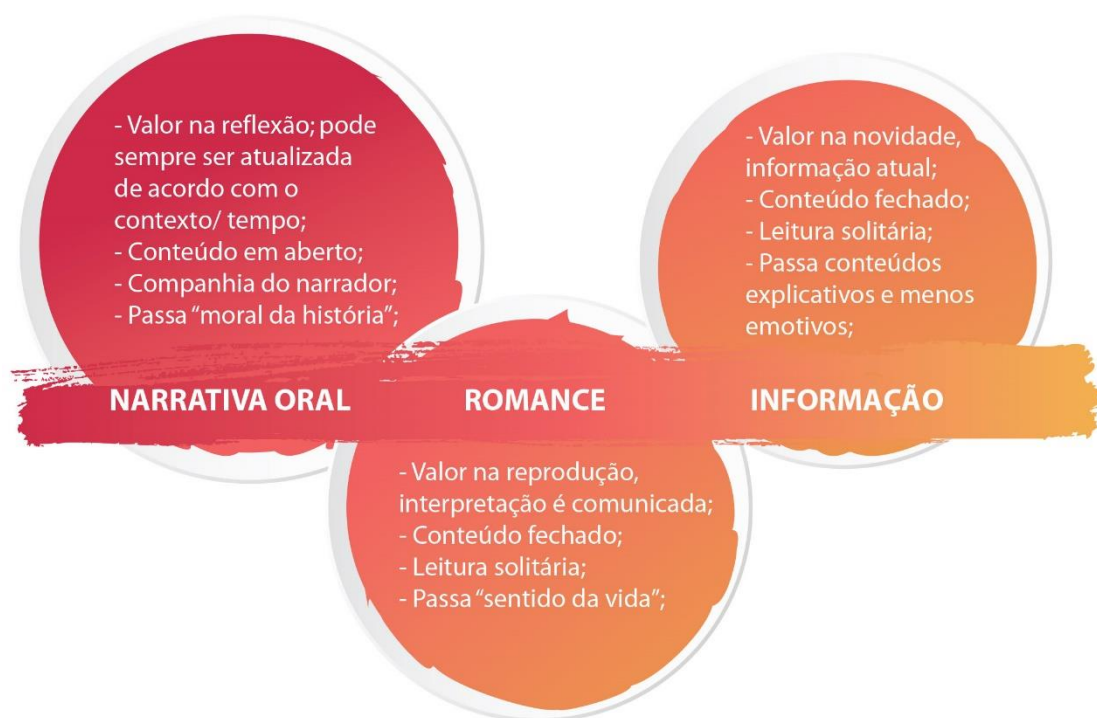 - Valor na reflexão; pode
sempre ser atualizada
de acordo com o
contexto/ tempo;
- Conteúdo em aberto;
- Companhia do narrador;
- Passa “moral da história”;
NARRATIVA ORAL
- Valor na reprodução,
interpretação é comunicada;
- Conteúdo fechado;
- Leitura solitária;
- Passa “sentido da vida”;
ROMANCE
- Valor na novidade,
informação atual;
- Conteúdo fechado;
- Leitura solitária;
- Passa conteúdos
explicativos e menos
emotivos;
INFORMAÇÃO